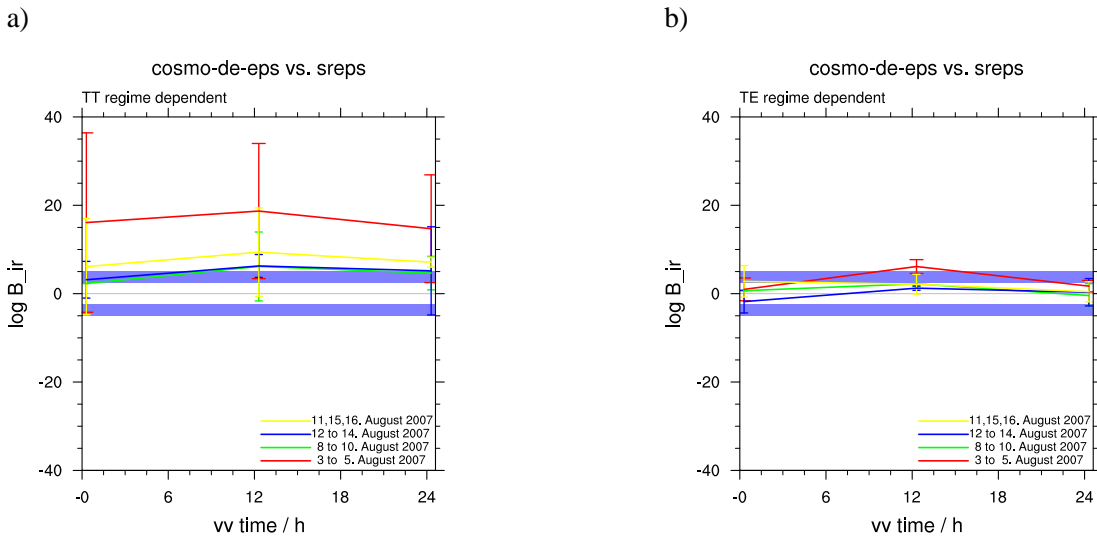 a)
cosmo-de-eps vs. sreps
TT regime dependent
40
20
0
-20
-40
log B_ir
11,15,16. August 2007
12 to 14. August 2007
8 to 10. August 2007
3 to 5. August 2007
-0 6 12 18 24
vv time / h
b)
cosmo-de-eps vs. sreps
TE regime dependent
40
20
0
-20
-40
log B_ir
11,15,16. August 2007
12 to 14. August 2007
8 to 10. August 2007
3 to 5. August 2007
-0 6 12 18 24
vv time / h